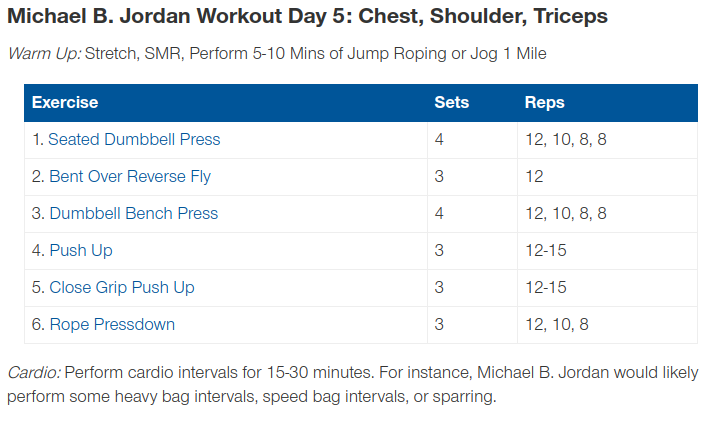 Michael B. Jordan Workout Day 5: Chest, Shoulder, Triceps
Warm Up: Stretch, SMR, Perform 5-10 Mins of Jump Roping or Jog 1 Mile
Exercise Sets Reps
1. Seated Dumbbell Press 4 12, 10, 8, 8
2. Bent Over Reverse Fly 3 12
3. Dumbbell Bench Press 4 12, 10, 8, 8
4. Push Up 3 12-15
5. Close Grip Push Up 3 12-15
6. Rope Pressdown 3 12, 10, 8
Cardio: Perform cardio intervals for 15-30 minutes. For instance, Michael B. Jordan would likely
perform some heavy bag intervals, speed bag intervals, or sparring.